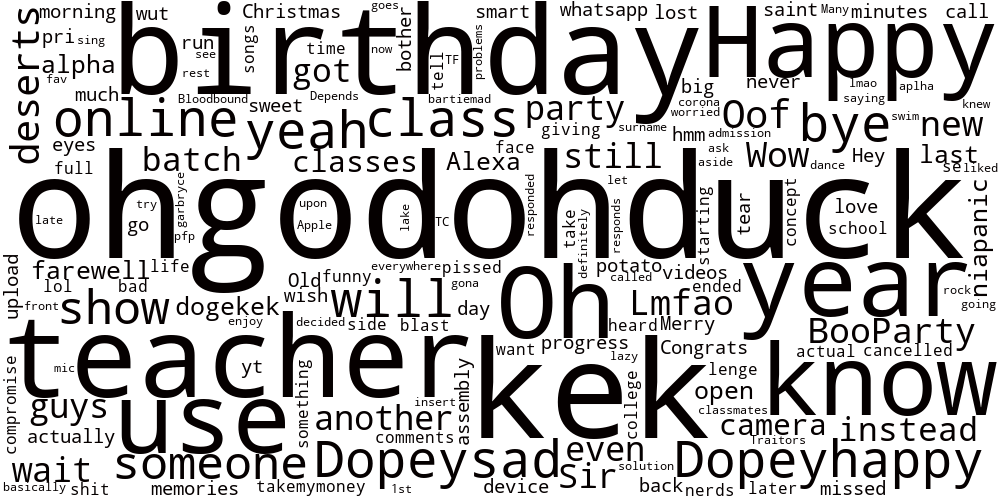 morning wut Christmas goes smart whatsapp lost saint Many minutes call
birthday Happy
deserts pri sing run see songs time now bother tell TF problems
alpha fav rest got big never lmao
much Bloodbound Depends bartiemad corona saying aplha knew
online sweet party worried Oof bye swim new
yeah class giving surname hmm admission
eyes face ask Wow dance Hey last
full batch classes Alexa still aside se liked
ohgodohduck
late try go garbryce pfp upon Apple lake TC responded take definitely let responds starting tear concept love school niapanic
farewell life everywhere pissed potato videos
upload lol bad Old funny gona called ended year rock
front show dogekek wish will day Oh Lmfao going
enjoy decided side blast heard Merry BooParty
teacher want progress Congrats actual cancelled
compromise mic yt something assembly kek lazy college lenge know
guys use insert open classmates
actually another comments camera Traitors instead
wait someone Dopeysad even Dopeyhappy
basically shit memories takemymoney 1st device Sir solution back nerds later missed